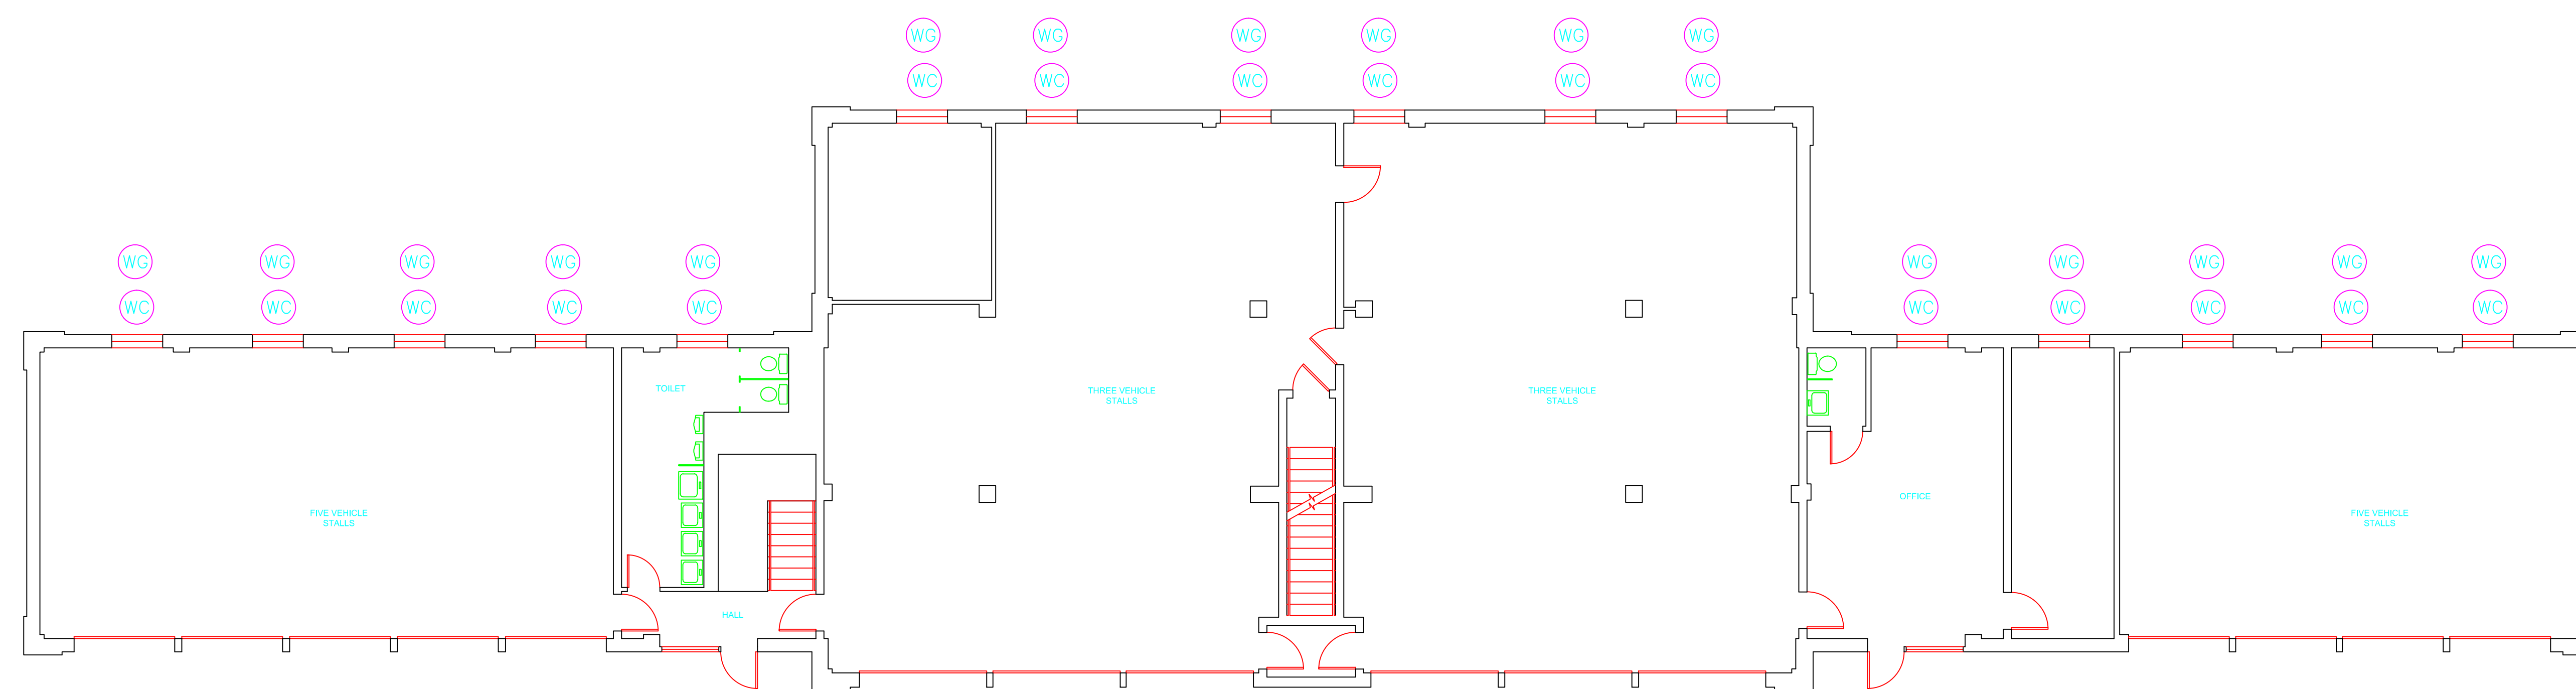 WG WG WG WG WG WG
WC WC WC WC WC WC
WG WG WG WG WG WG WG WG WG WG
WC WC WC WC WC WC WC WC WC WC
TOILET
THREE VEHICLE
STALLS
THREE VEHICLE
STALLS
OFFICE
FIVE VEHICLE
STALLS
FIVE VEHICLE
STALLS
HALL